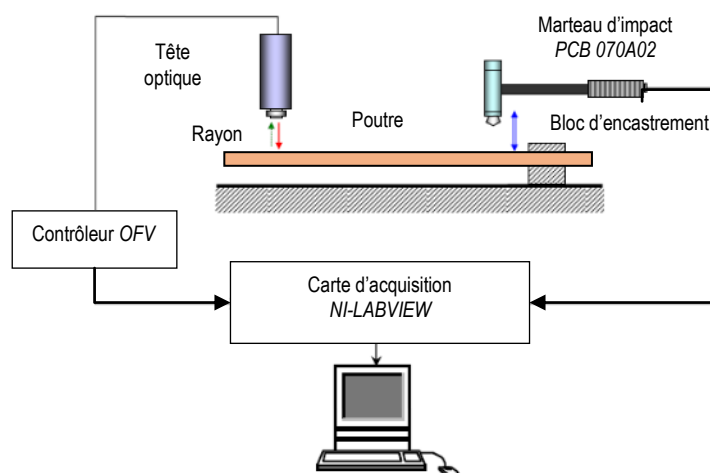 Marteau d'impact
PCB 070A02
Tête
optique
Rayon
Poutre
Bloc d'encastrement
Contrôleur OFV
Carte d'acquisition
NI-LABVIEW